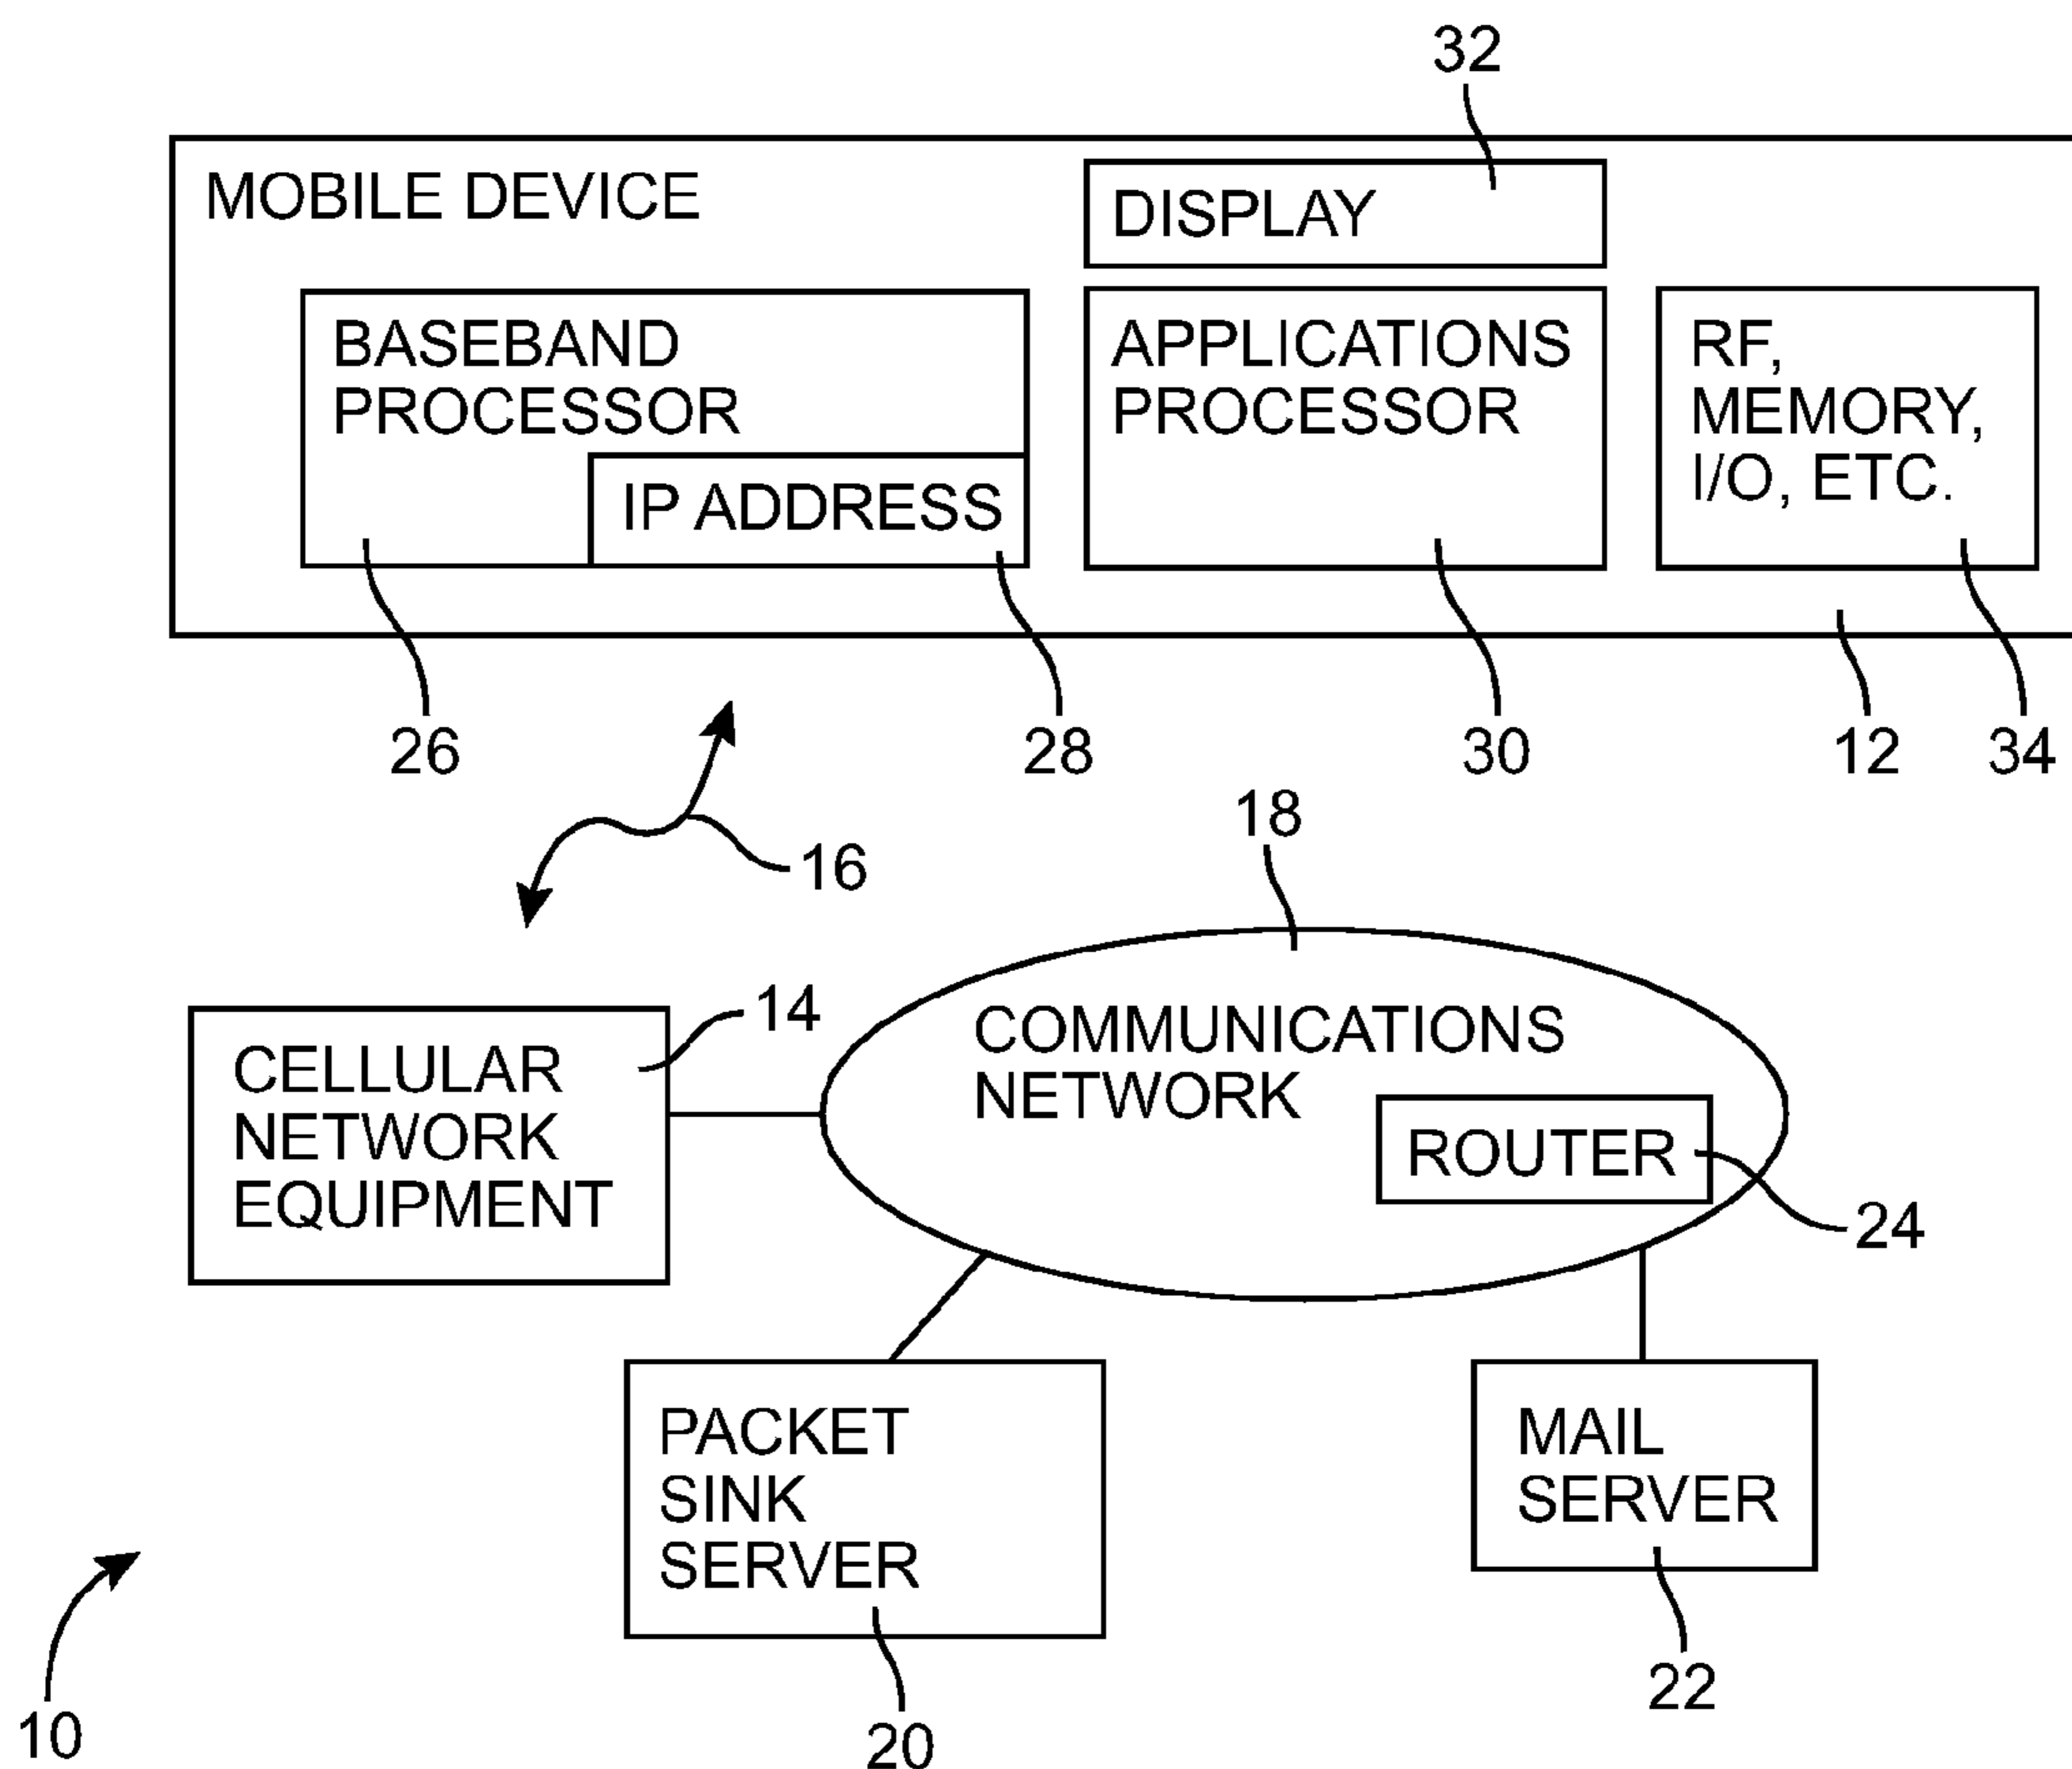 32
MOBILE DEVICE
DISPLAY
BASEBAND
PROCESSOR
IP ADDRESS
APPLICATIONS
PROCESSOR
RF,
MEMORY,
I/O, ETC.
26
28
30
12
34
16
18
14
CELLULAR
NETWORK
EQUIPMENT
COMMUNICATIONS
NETWORK
ROUTER
24
PACKET
SINK
SERVER
MAIL
SERVER
22
10
20